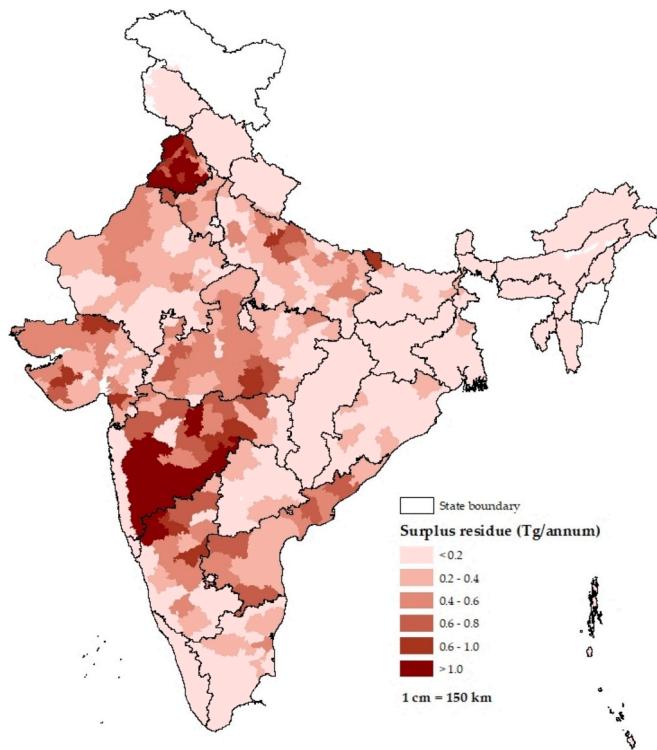 State boundary
Surplus residue (Tg/annum)
< 0.2
0.2 - 0.4
0.4 - 0.6
0.6 - 0.8
0.6 - 1.0
> 1.0
1 cm = 150 km